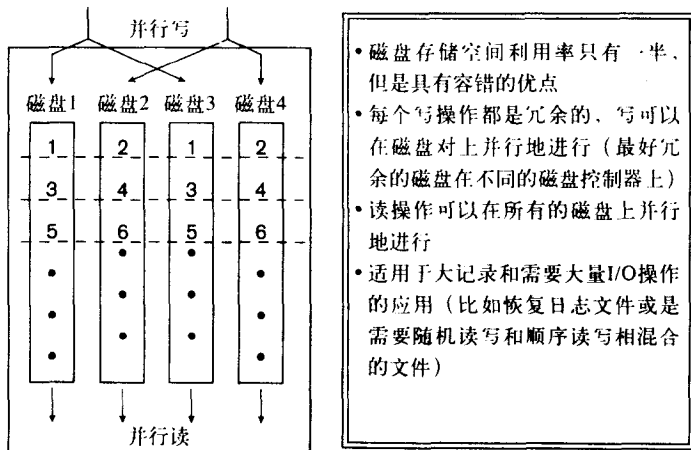 并行写
磁盘1 磁盘2 磁盘3 磁盘4
1 2 1 2
3 4 3 4
5 6 5 6
并行读
• 磁盘存储空间利用率只有一半，
但是具有容错的优点
• 每个写操作都是冗余的，写可以
在磁盘对上并行地进行（最好冗
余的磁盘在不同的磁盘控制器上）
• 读操作可以在所有的磁盘上并行
地进行
• 适用于大记录和需要大量I/O操作
的应用（比如恢复日志文件或是
需要随机读写和顺序读写相混合
的文件）